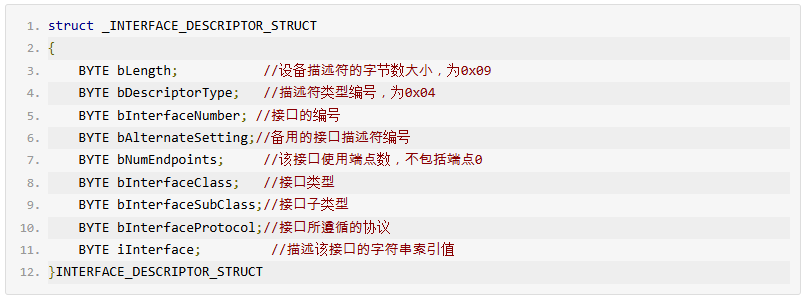 1. struct _INTERFACE_DESCRIPTOR_STRUCT
2. {
3.     BYTE bLength;           //设备描述符的字节数大小，为0x09
4.     BYTE bDescriptorType;   //描述符类型编号，为0x04
5.     BYTE bInterfaceNumber; //接口的编号
6.     BYTE bAlternateSetting;//备用的接口描述符编号
7.     BYTE bNumEndpoints;     //该接口使用端点数，不包括端点0
8.     BYTE bInterfaceClass;   //接口类型
9.     BYTE bInterfaceSubClass;//接口子类型
10.     BYTE bInterfaceProtocol;//接口所遵循的协议
11.     BYTE iInterface;         //描述该接口的字符串索引值
12. }INTERFACE_DESCRIPTOR_STRUCT